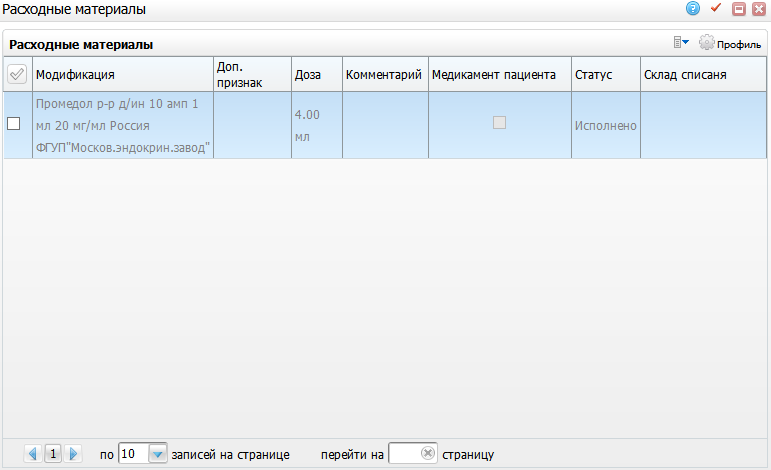 Расходные материалы
Расходные материалы
Профиль
Модификация
Доп.
признак
Доза
Комментарий
Медикамент пациента
Статус
Склад списаня
Промедол р-р д/ин 10 амп 1
мл 20 мг/мл Россия
ФГУП"Москов.эндокрин.завод"
4.00
мл
Исполнено
1 по 10 записей на странице перейти на страницу